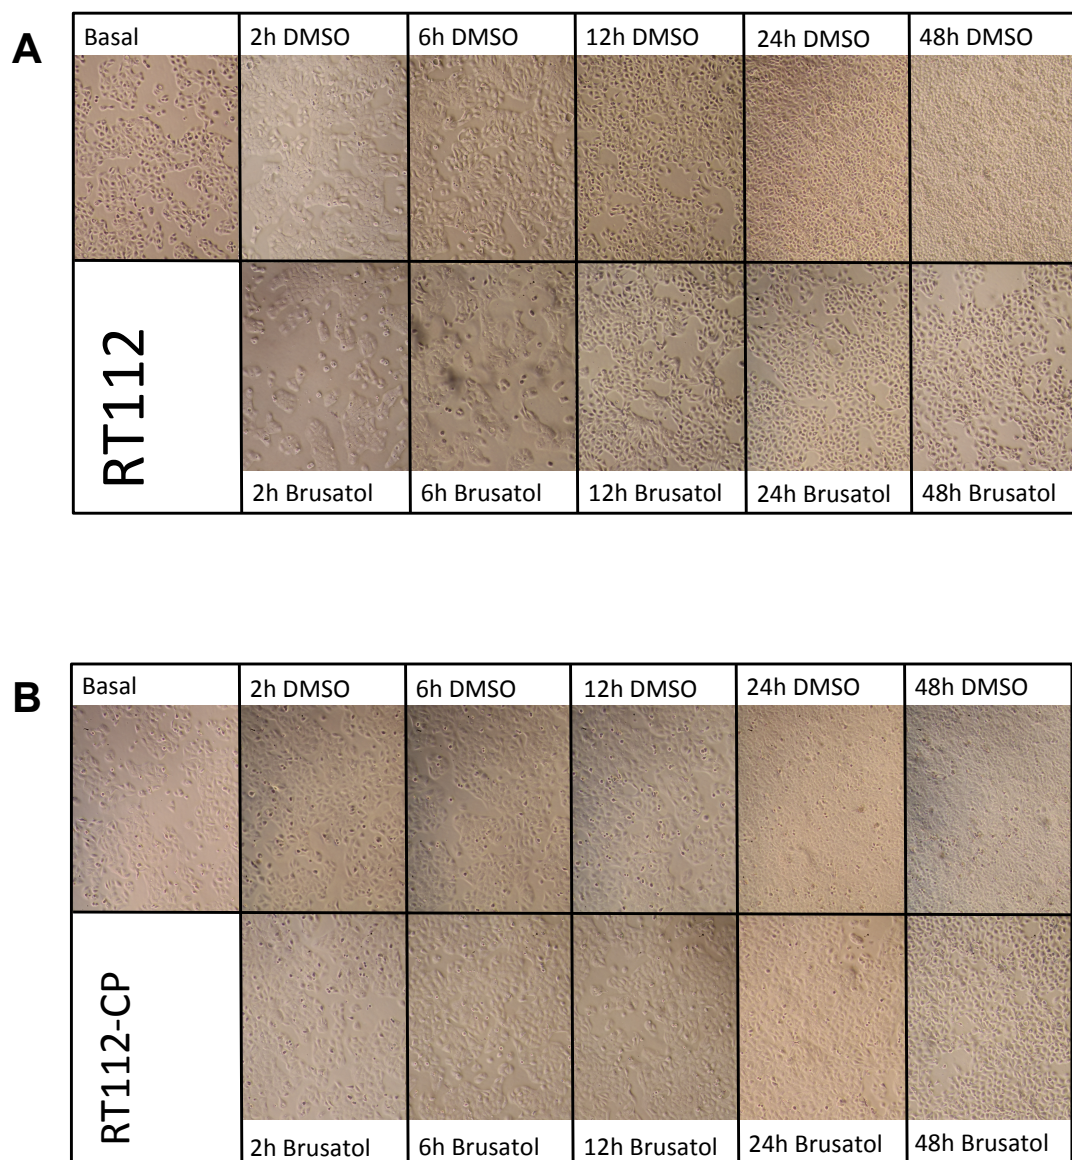 A
Basal
2h DMSO
6h DMSO
12h DMSO
24h DMSO
48h DMSO
RT112
2h Brusatol
6h Brusatol
12h Brusatol
24h Brusatol
48h Brusatol
B
Basal
2h DMSO
6h DMSO
12h DMSO
24h DMSO
48h DMSO
RT112-CP
2h Brusatol
6h Brusatol
12h Brusatol
24h Brusatol
48h Brusatol